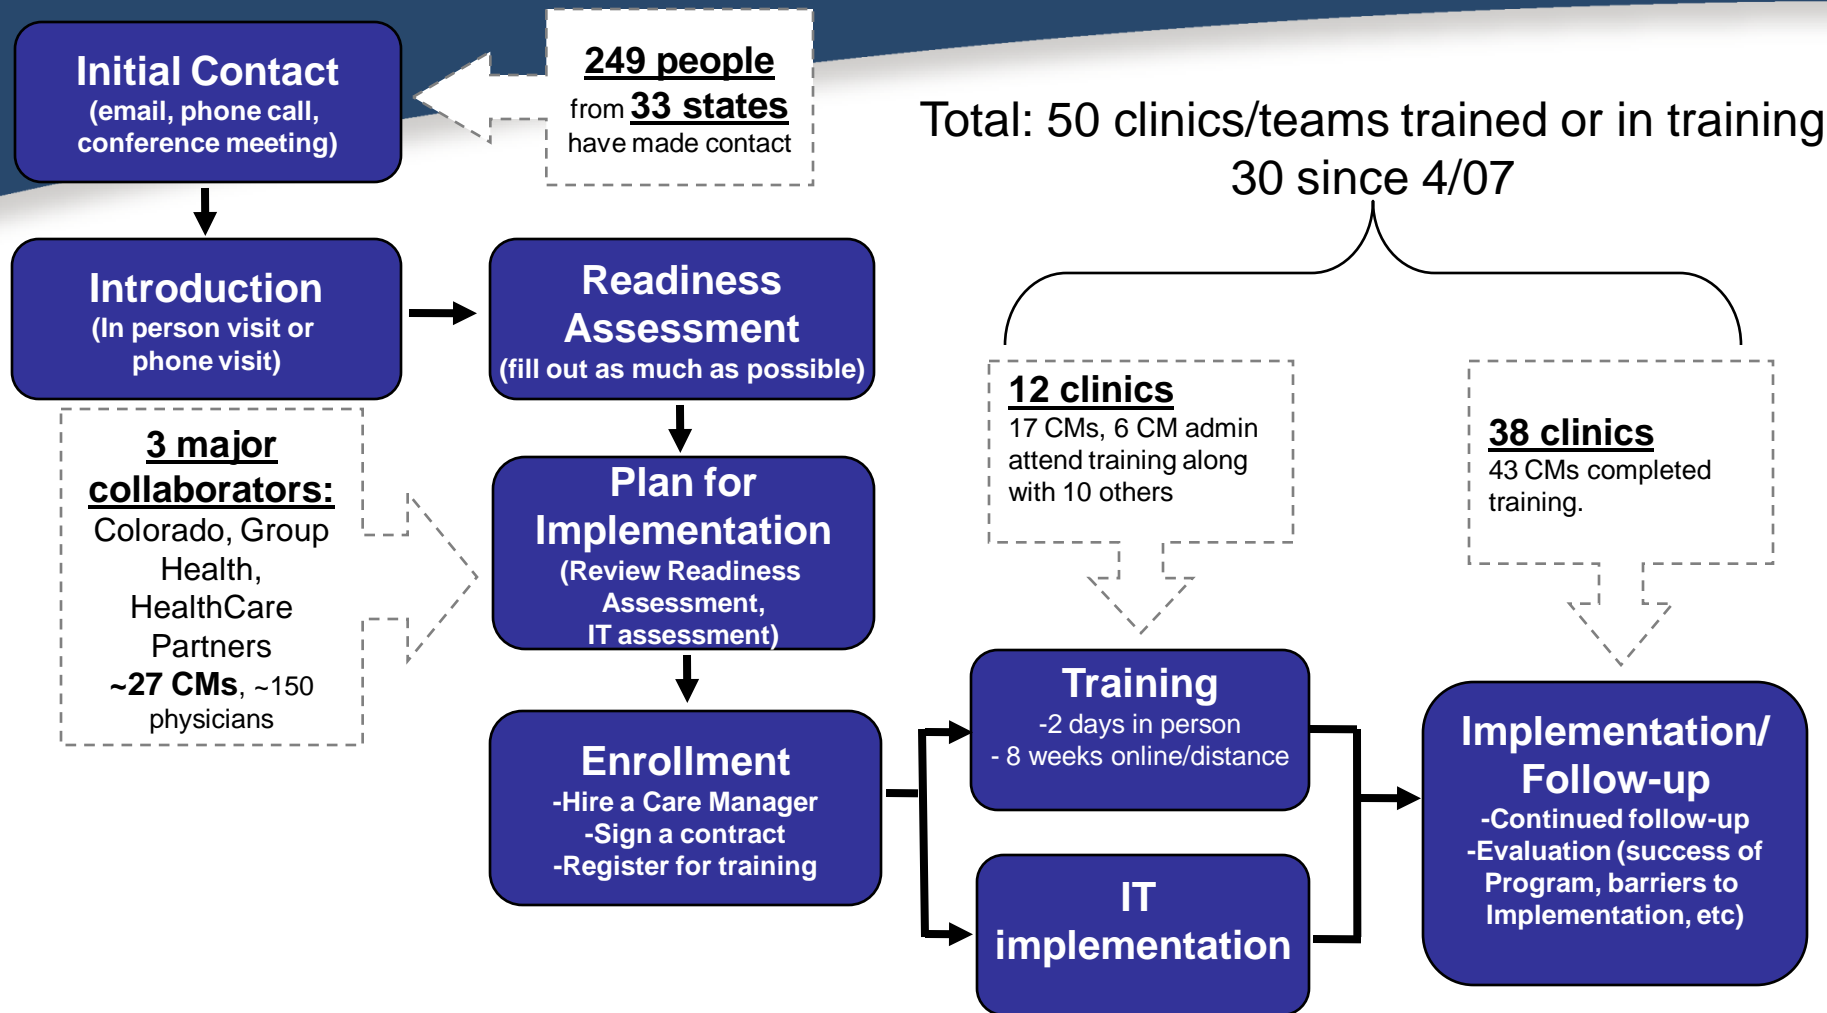 Initial Contact
(email, phone call,
conference meeting)
249 people
from 33 states
have made contact
Total: 50 clinics/teams trained or in training
30 since 4/07
Introduction
(In person visit or
phone visit)
Readiness
Assessment
(fill out as much as possible)
3 major
collaborators:
Colorado, Group
Health,
HealthCare
Partners
~27 CMs, ~150
physicians
Plan for
Implementation
(Review Readiness
Assessment,
IT assessment)
12 clinics
17 CMs, 6 CM admin
attend training along
with 10 others
38 clinics
43 CMs completed
training.
Enrollment
-Hire a Care Manager
-Sign a contract
-Register for training
Training
-2 days in person
- 8 weeks online/distance
IT
implementation
Implementation/
Follow-up
-Continued follow-up
-Evaluation (success of
Program, barriers to
Implementation, etc)